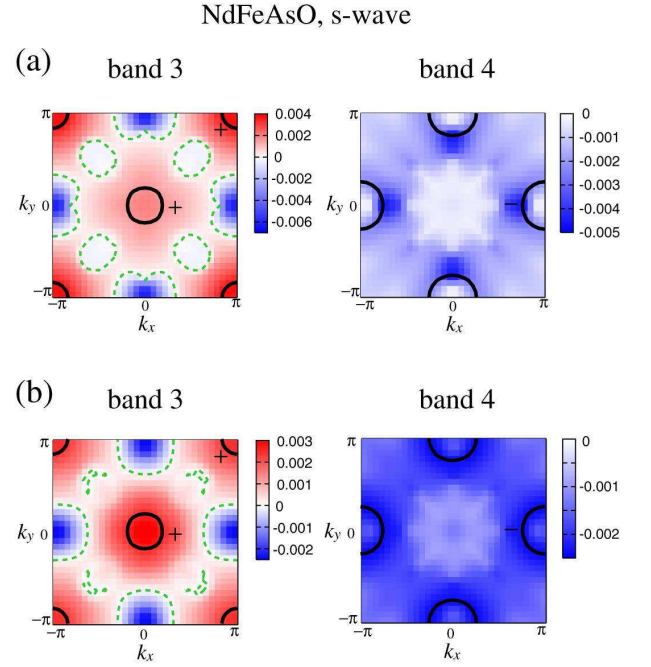 NdFeAsO, s-wave
(a)
band 3
band 4
π
ky 0
−π
−π
0
π
kx
+
+
0.004
0.002
0
-0.002
-0.004
-0.006
π
ky 0
−π
−π
0
π
kx
−
0
-0.001
-0.002
-0.003
-0.004
-0.005
(b)
band 3
band 4
π
ky 0
−π
−π
0
π
kx
+
+
0.003
0.002
0.001
0
-0.001
-0.002
π
ky 0
−π
−π
0
π
kx
−
0
-0.001
-0.002